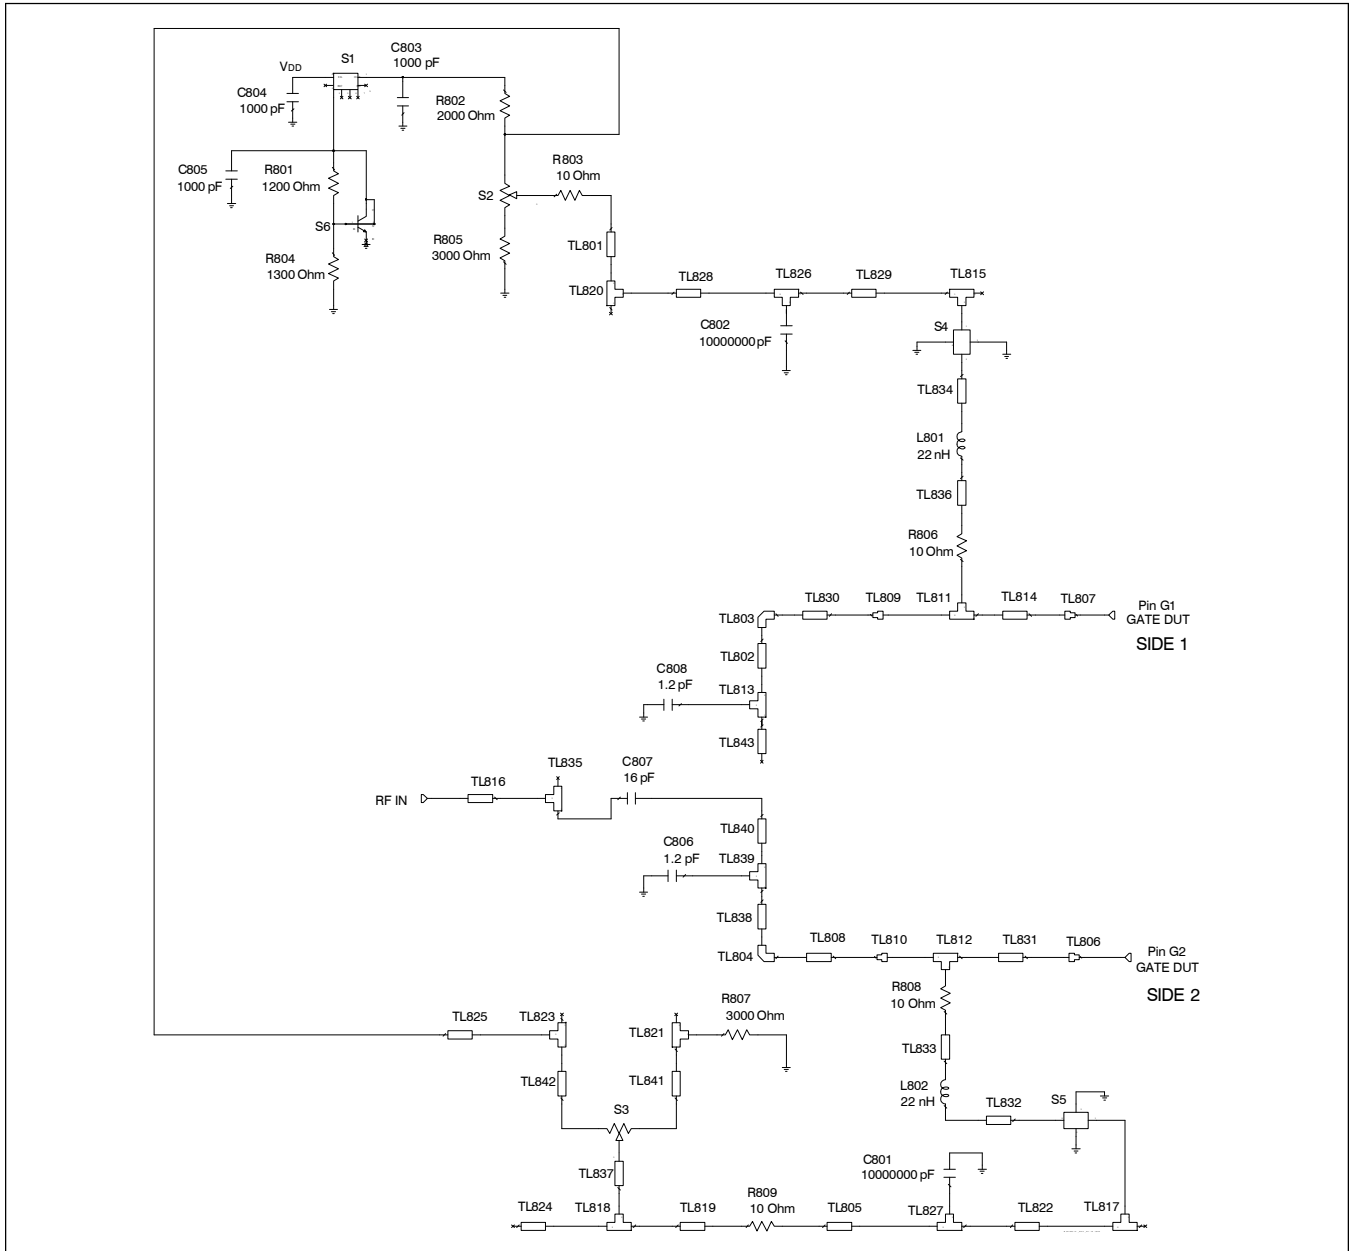 C803
1000 pF
S1
VDD
C804
1000 pF
R802
2000 Ohm
C805
1000 pF
R801
1200 Ohm
R803
10 Ohm
S2
S6
R804
1300 Ohm
R805
3000 Ohm
TL801
TL820
TL828
TL826
TL829
TL815
C802
10000000 pF
S4
TL834
L801
22 nH
TL836
R806
10 Ohm
TL803
TL830
TL809
TL811
TL814
TL807
Pin G1
GATE DUT
SIDE 1
TL802
C808
1.2 pF
TL813
TL843
TL835
C807
16 pF
TL816
RF IN
TL840
C806
1.2 pF
TL839
TL838
TL804
TL808
TL810
TL812
TL831
TL806
Pin G2
GATE DUT
SIDE 2
R808
10 Ohm
R807
3000 Ohm
TL825
TL823
TL821
TL833
TL842
TL841
L802
22 nH
TL832
S5
S3
C801
10000000 pF
TL837
TL824
TL818
TL819
R809
10 Ohm
TL805
TL827
TL822
TL817